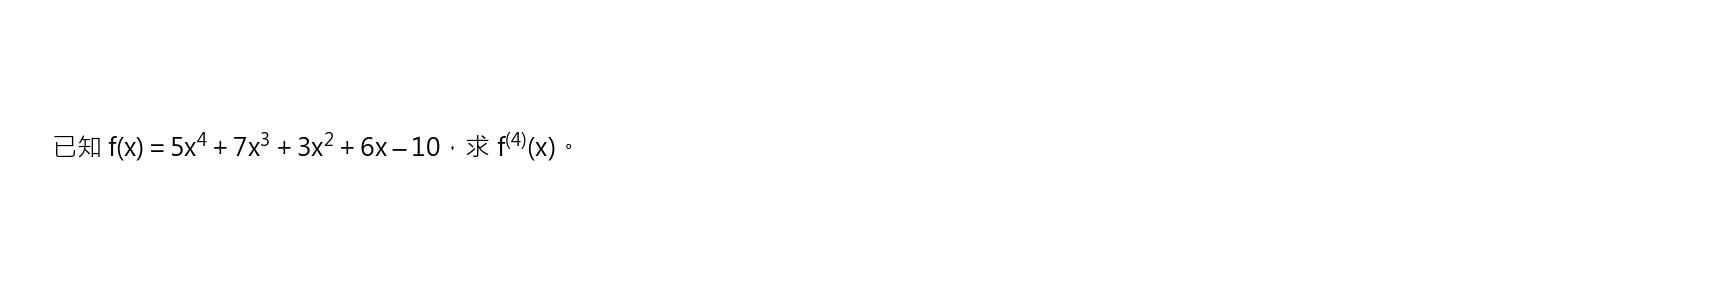 已知 f(x) = 5x⁴ + 7x³ + 3x² + 6x – 10，求 f⁽⁴⁾(x)。